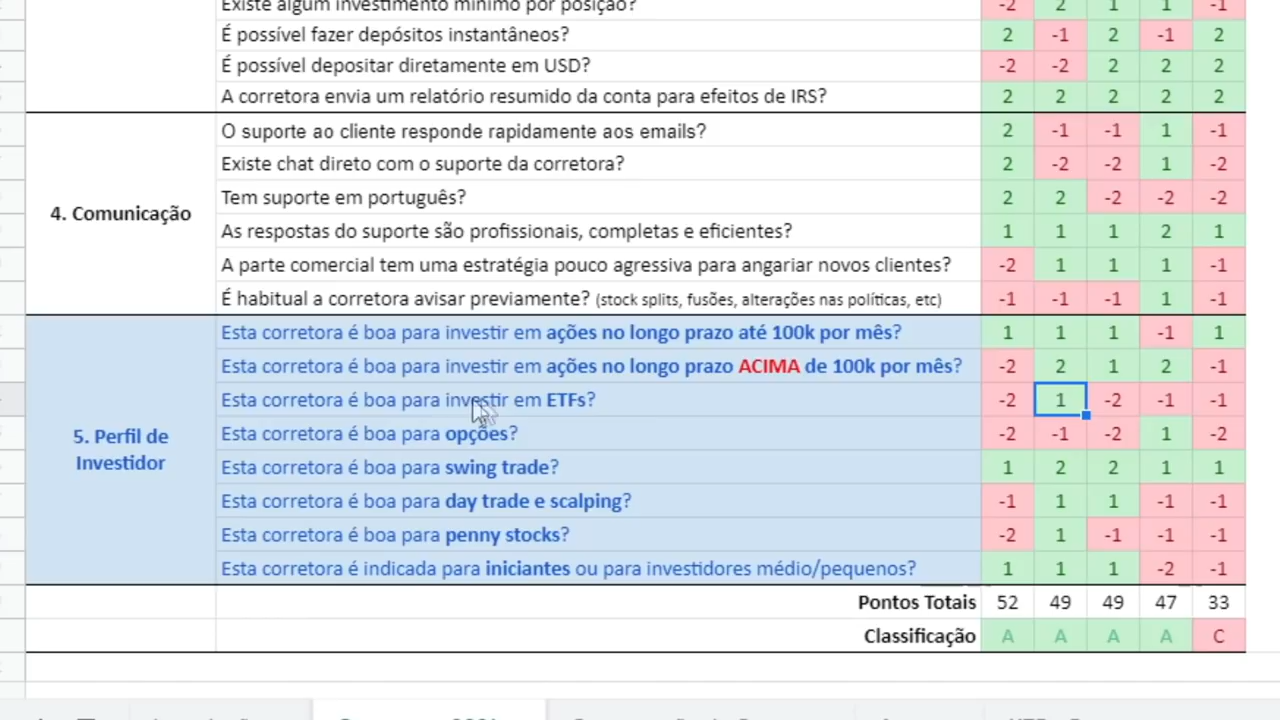 Existe algum investimento mínimo por posição? -2 2 1 1 -1
É possível fazer depósitos instantâneos? 2 -1 2 -1 2
É possível depositar diretamente em USD? -2 -2 2 2 2
A corretora envia um relatório resumido da conta para efeitos de IRS? 2 2 2 2 2
4. Comunicação
O suporte ao cliente responde rapidamente aos emails? 2 -1 -1 1 -1
Existe chat direto com o suporte da corretora? 2 -2 -2 1 -2
Tem suporte em português? 2 2 -2 -2 -2
As respostas do suporte são profissionais, completas e eficientes? 1 1 1 2 1
A parte comercial tem uma estratégia pouco agressiva para angariar novos clientes? -2 1 1 1 -1
É habitual a corretora avisar previamente? (stock splits, fusões, alterações nas políticas, etc) -1 -1 -1 1 -1
5. Perfil de
Investidor
Esta corretora é boa para investir em ações no longo prazo até 100k por mês? 1 1 1 -1 1
Esta corretora é boa para investir em ações no longo prazo ACIMA de 100k por mês? -2 2 1 2 -1
Esta corretora é boa para investir em ETFs? -2 1 -2 -1 -1
Esta corretora é boa para opções? -2 -1 -2 1 -2
Esta corretora é boa para swing trade? 1 2 2 1 1
Esta corretora é boa para day trade e scalping? -1 1 1 -1 -1
Esta corretora é boa para penny stocks? -2 1 -1 -1 -1
Esta corretora é indicada para iniciantes ou para investidores médio/pequenos? 1 1 1 -2 -1
Pontos Totais 52 49 49 47 33
Classificação A A A A C